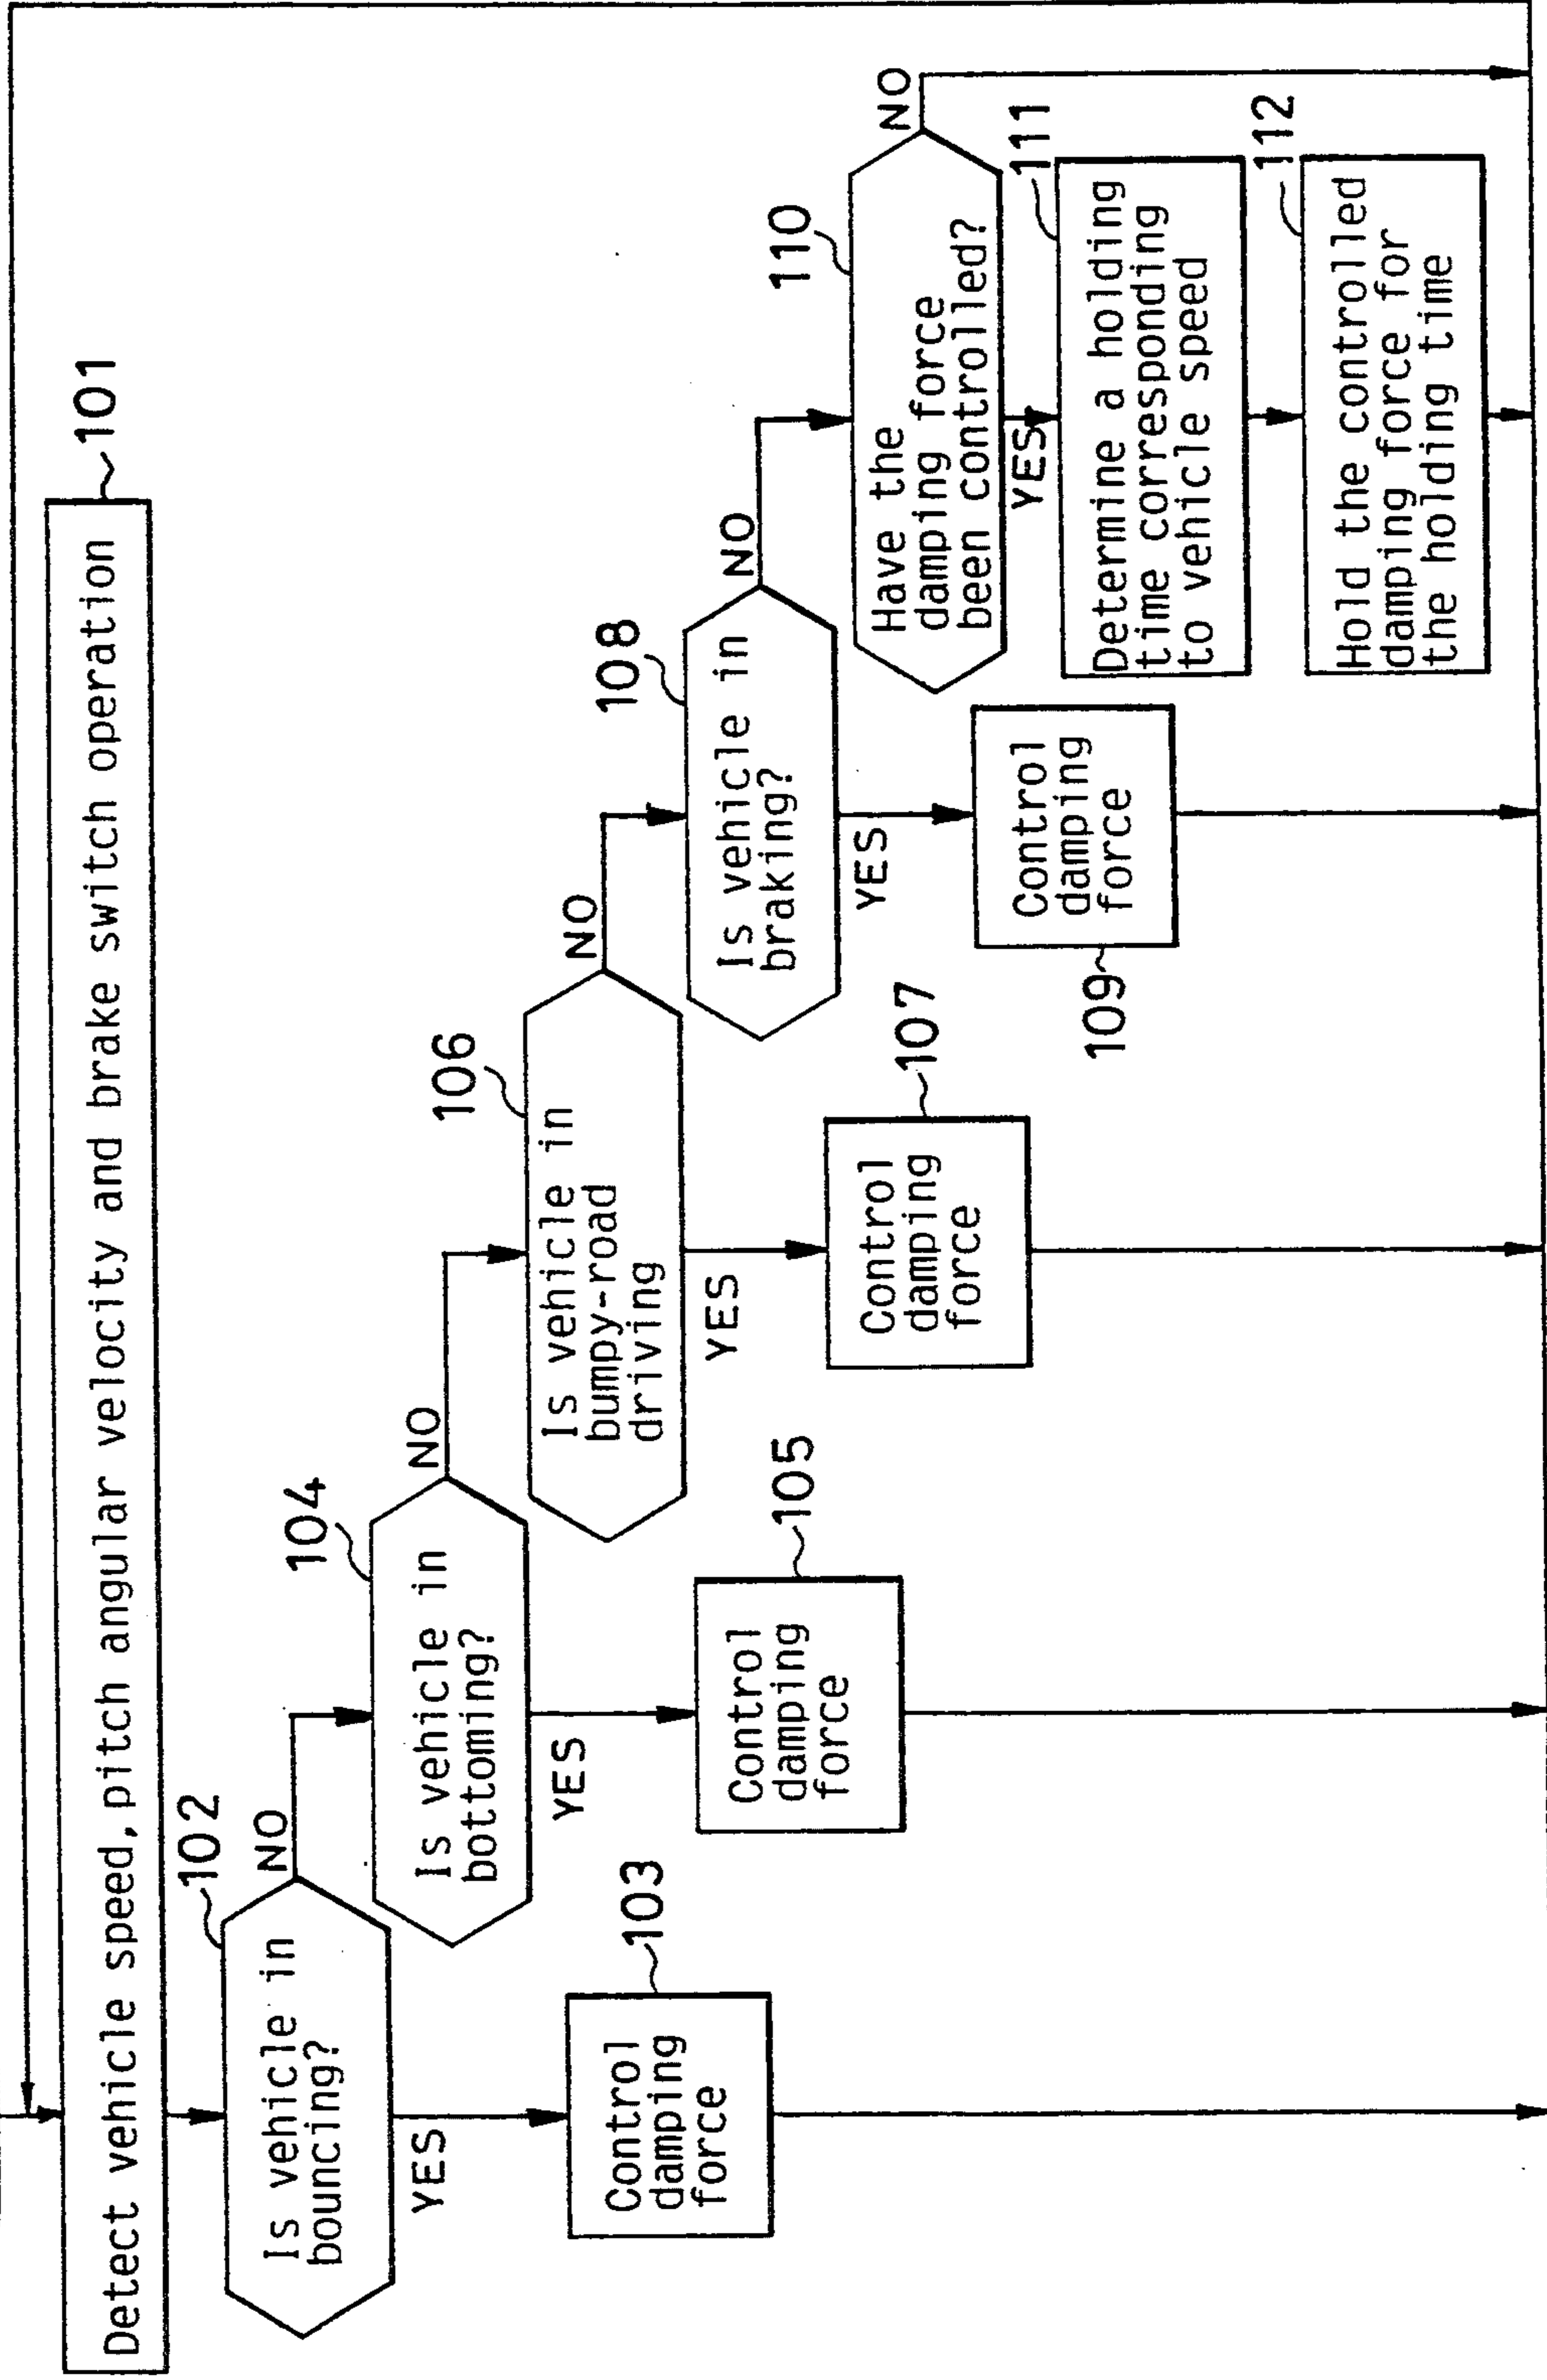 Detect vehicle speed, pitch angular velocity and brake switch operation
101
102
Is vehicle in
bouncing?
NO
YES
103
Control
damping
force
104
Is vehicle in
bottoming?
NO
YES
105
Control
damping
force
106
Is vehicle in
bumpy-road
driving
NO
YES
107
Control
damping
force
108
Is vehicle in
braking?
NO
YES
109
Control
damping
force
110
Have the
damping force
been controlled?
NO
YES
111
Determine a holding
time corresponding
to vehicle speed
112
Hold the controlled
damping force for
the holding time